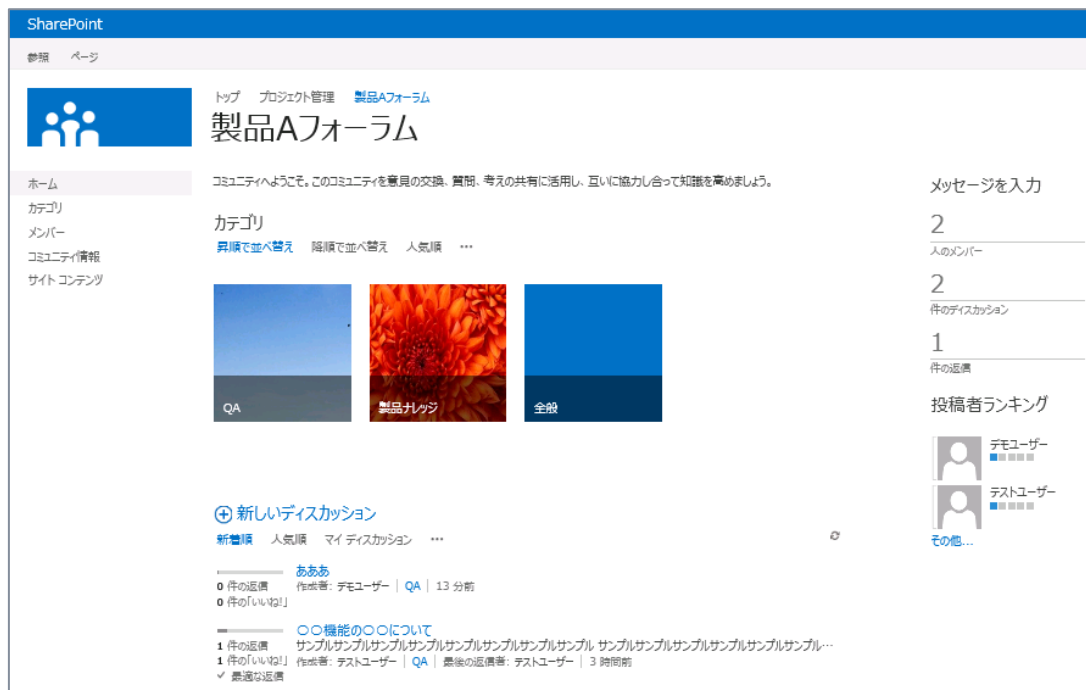 SharePoint
参照 ページ
トップ プロジェクト管理 製品Aフォーラム
製品Aフォーラム
ホーム
カテゴリ
メンバー
コミュニティ情報
サイト コンテンツ
コミュニティへようこそ。このコミュニティを意見の交換、質問、考えの共有に活用し、互いに協力し合って知識を高めましょう。
カテゴリ
昇順で並べ替え 降順で並べ替え 人気順 •••
QA
製品ナレッジ
全般
新しいディスカッション
新着順 人気順 マイ ディスカッション •••
あああ
0 件の返信 作成者: デモユーザー | QA | 13 分前
0 件の「いいね!」
〇〇機能の〇〇について
サンプルサンプルサンプルサンプルサンプルサンプルサンプルサンプル サンプルサンプルサンプルサンプルサンプルサンプル…
1 件の返信
1 件の「いいね!」 作成者: テストユーザー | QA | 最後の返信者: テストユーザー | 3 時間前
✓ 最適な返信
メッセージを入力
2
人のメンバー
2
件のディスカッション
1
件の返信
投稿者ランキング
デモユーザー
テストユーザー
その他...